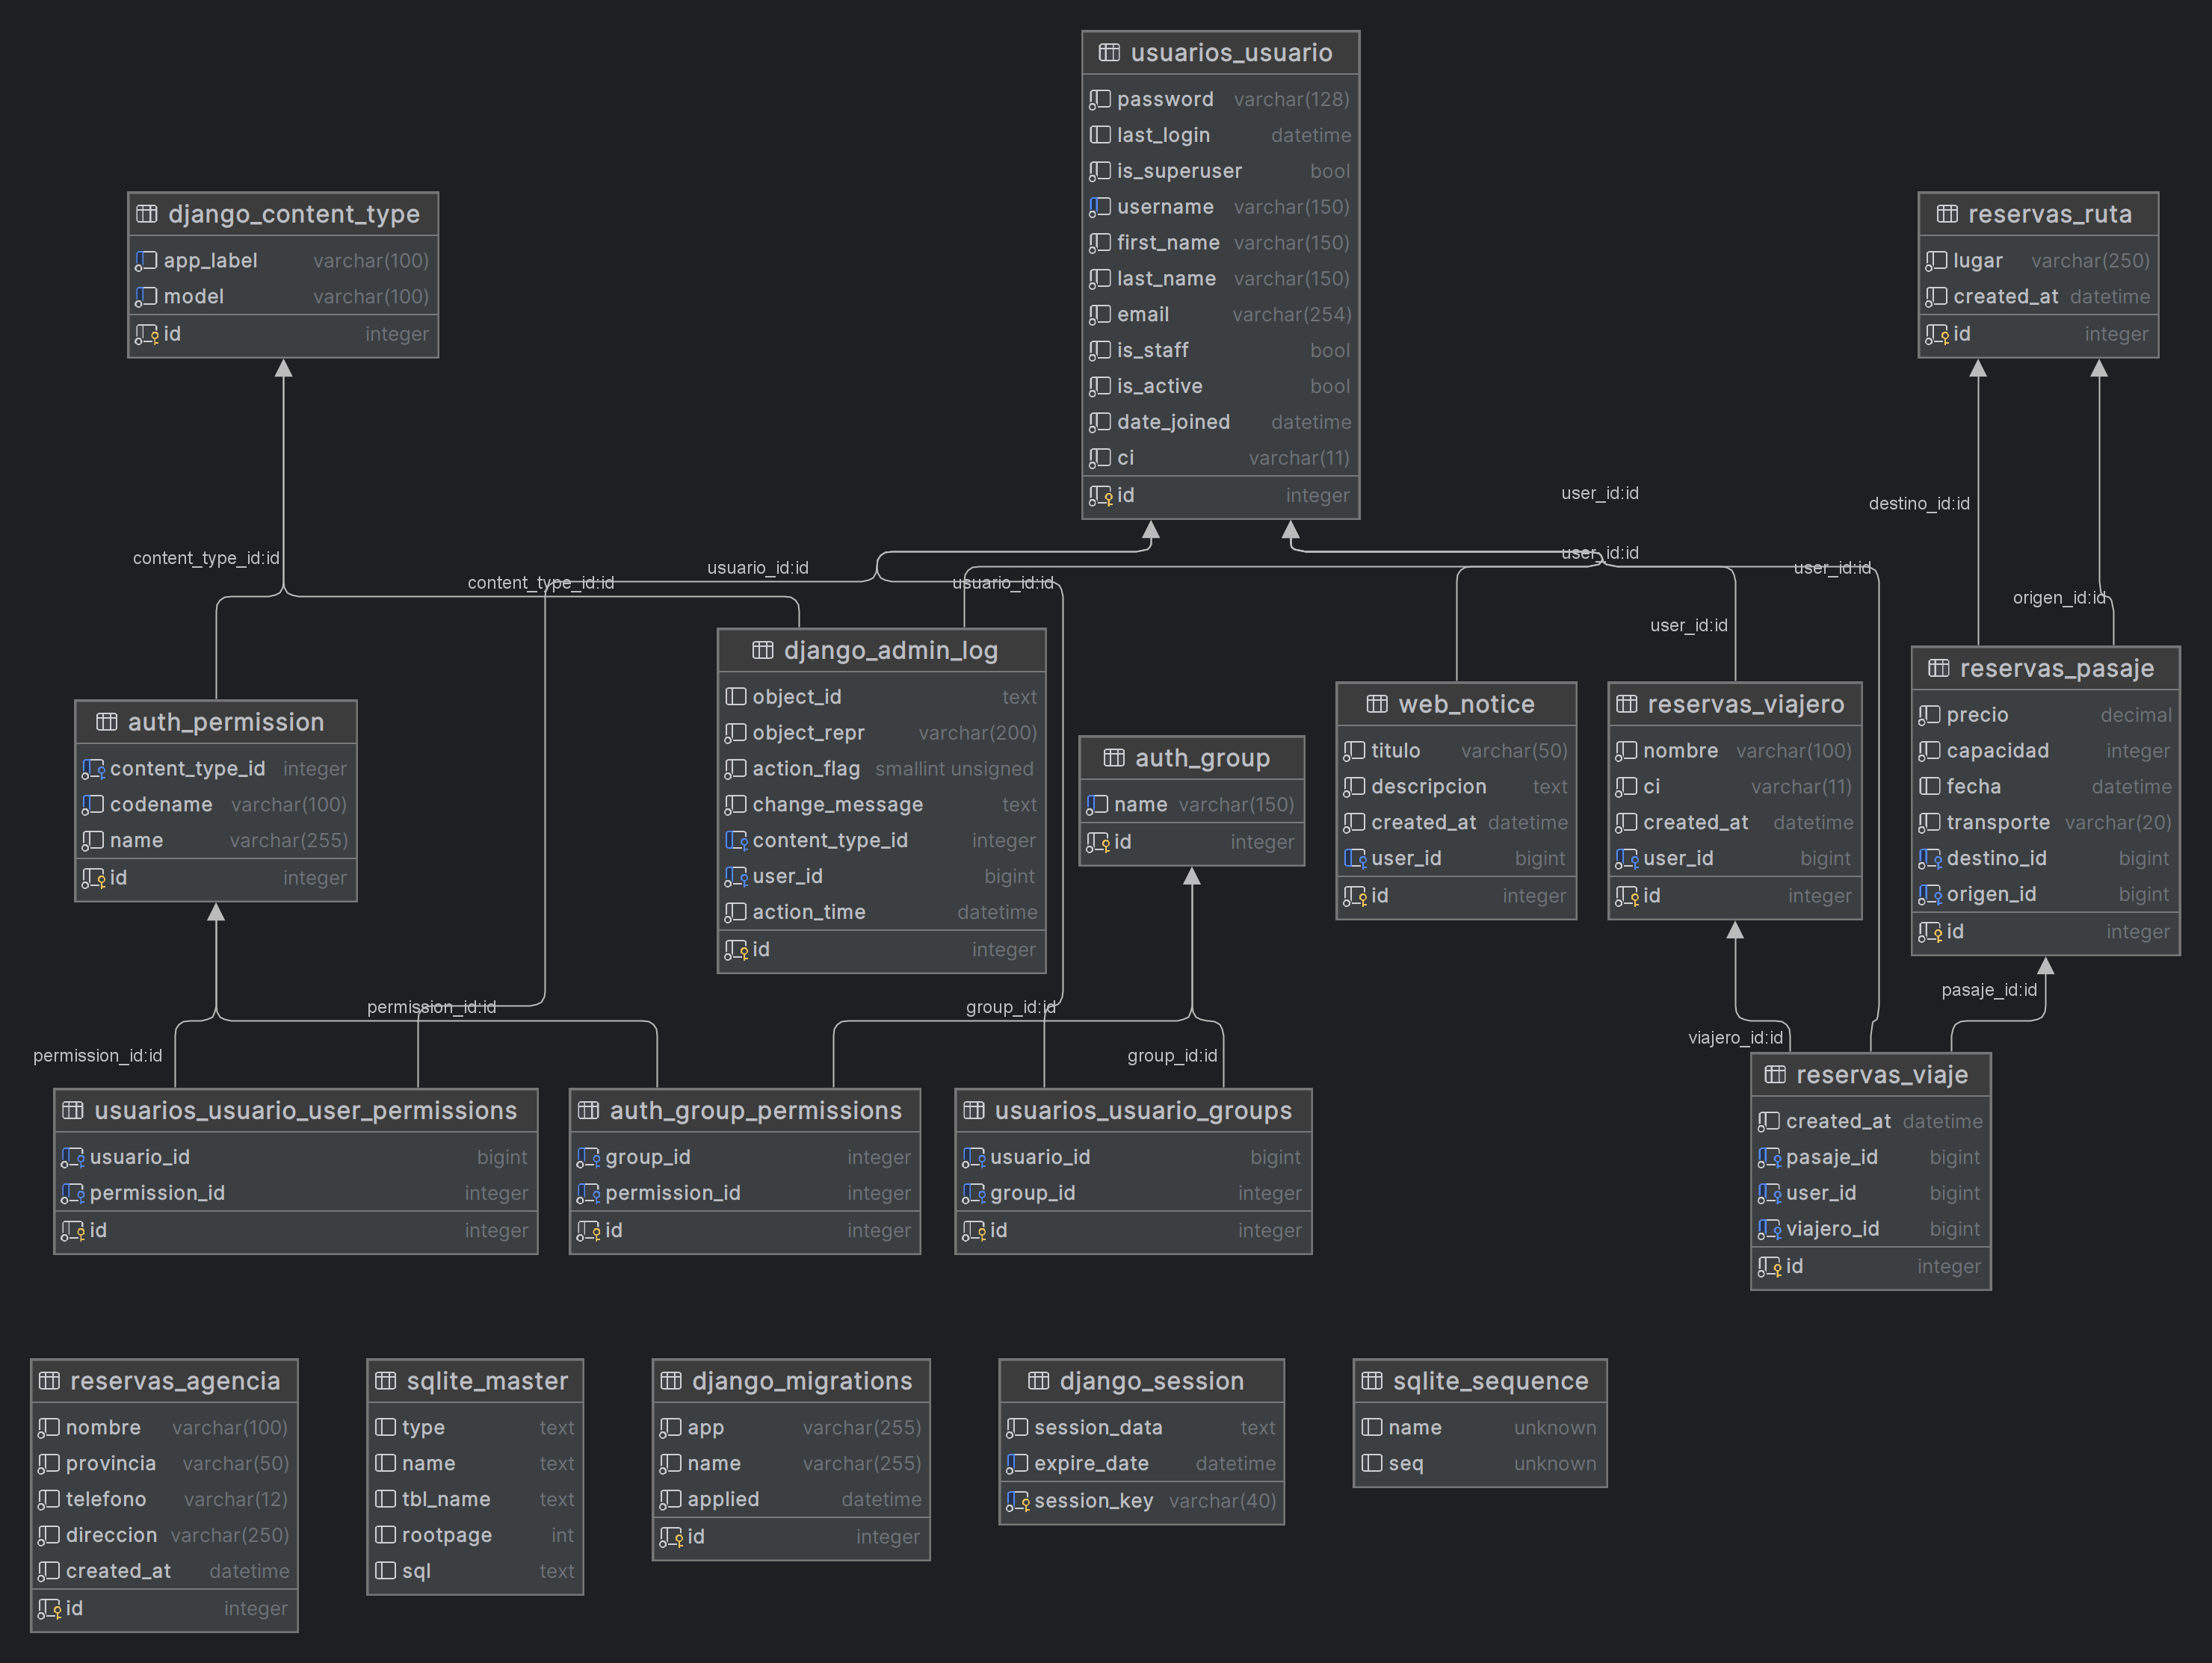 usuarios_usuario
password varchar(128)
last_login datetime
is_superuser bool
username varchar(150)
first_name varchar(150)
last_name varchar(150)
email varchar(254)
is_staff bool
is_active bool
date_joined datetime
ci varchar(11)
id integer
django_content_type
app_label varchar(100)
model varchar(100)
id integer
reservas_ruta
lugar varchar(250)
created_at datetime
id integer
user_id:id
destino_id:id
content_type_id:id
usuario_id:id
content_type_id:id
usuario_id:id
user_id:id
user_id:id
user_id:id
origen_id:id
auth_permission
content_type_id integer
codename varchar(100)
name varchar(255)
id integer
django_admin_log
object_id text
object_repr varchar(200)
action_flag smallint unsigned
change_message text
content_type_id integer
user_id bigint
action_time datetime
id integer
auth_group
name varchar(150)
id integer
web_notice
titulo varchar(50)
descripcion text
created_at datetime
user_id bigint
id integer
reservas_viajero
nombre varchar(100)
ci varchar(11)
created_at datetime
user_id bigint
id integer
reservas_pasaje
precio decimal
capacidad integer
fecha datetime
transporte varchar(20)
destino_id bigint
origen_id bigint
id integer
permission_id:id
permission_id:id
group_id:id
group_id:id
viajero_id:id
pasaje_id:id
usuarios_usuario_user_permissions
usuario_id bigint
permission_id integer
id integer
auth_group_permissions
group_id integer
permission_id integer
id integer
usuarios_usuario_groups
usuario_id bigint
group_id integer
id integer
reservas_viaje
created_at datetime
pasaje_id bigint
user_id bigint
viajero_id bigint
id integer
reservas_agencia
nombre varchar(100)
provincia varchar(50)
telefono varchar(12)
direccion varchar(250)
created_at datetime
id integer
sqlite_master
type text
name text
tbl_name text
rootpage int
sql text
django_migrations
app varchar(255)
name varchar(255)
applied datetime
id integer
django_session
session_data text
expire_date datetime
session_key varchar(40)
sqlite_sequence
name unknown
seq unknown